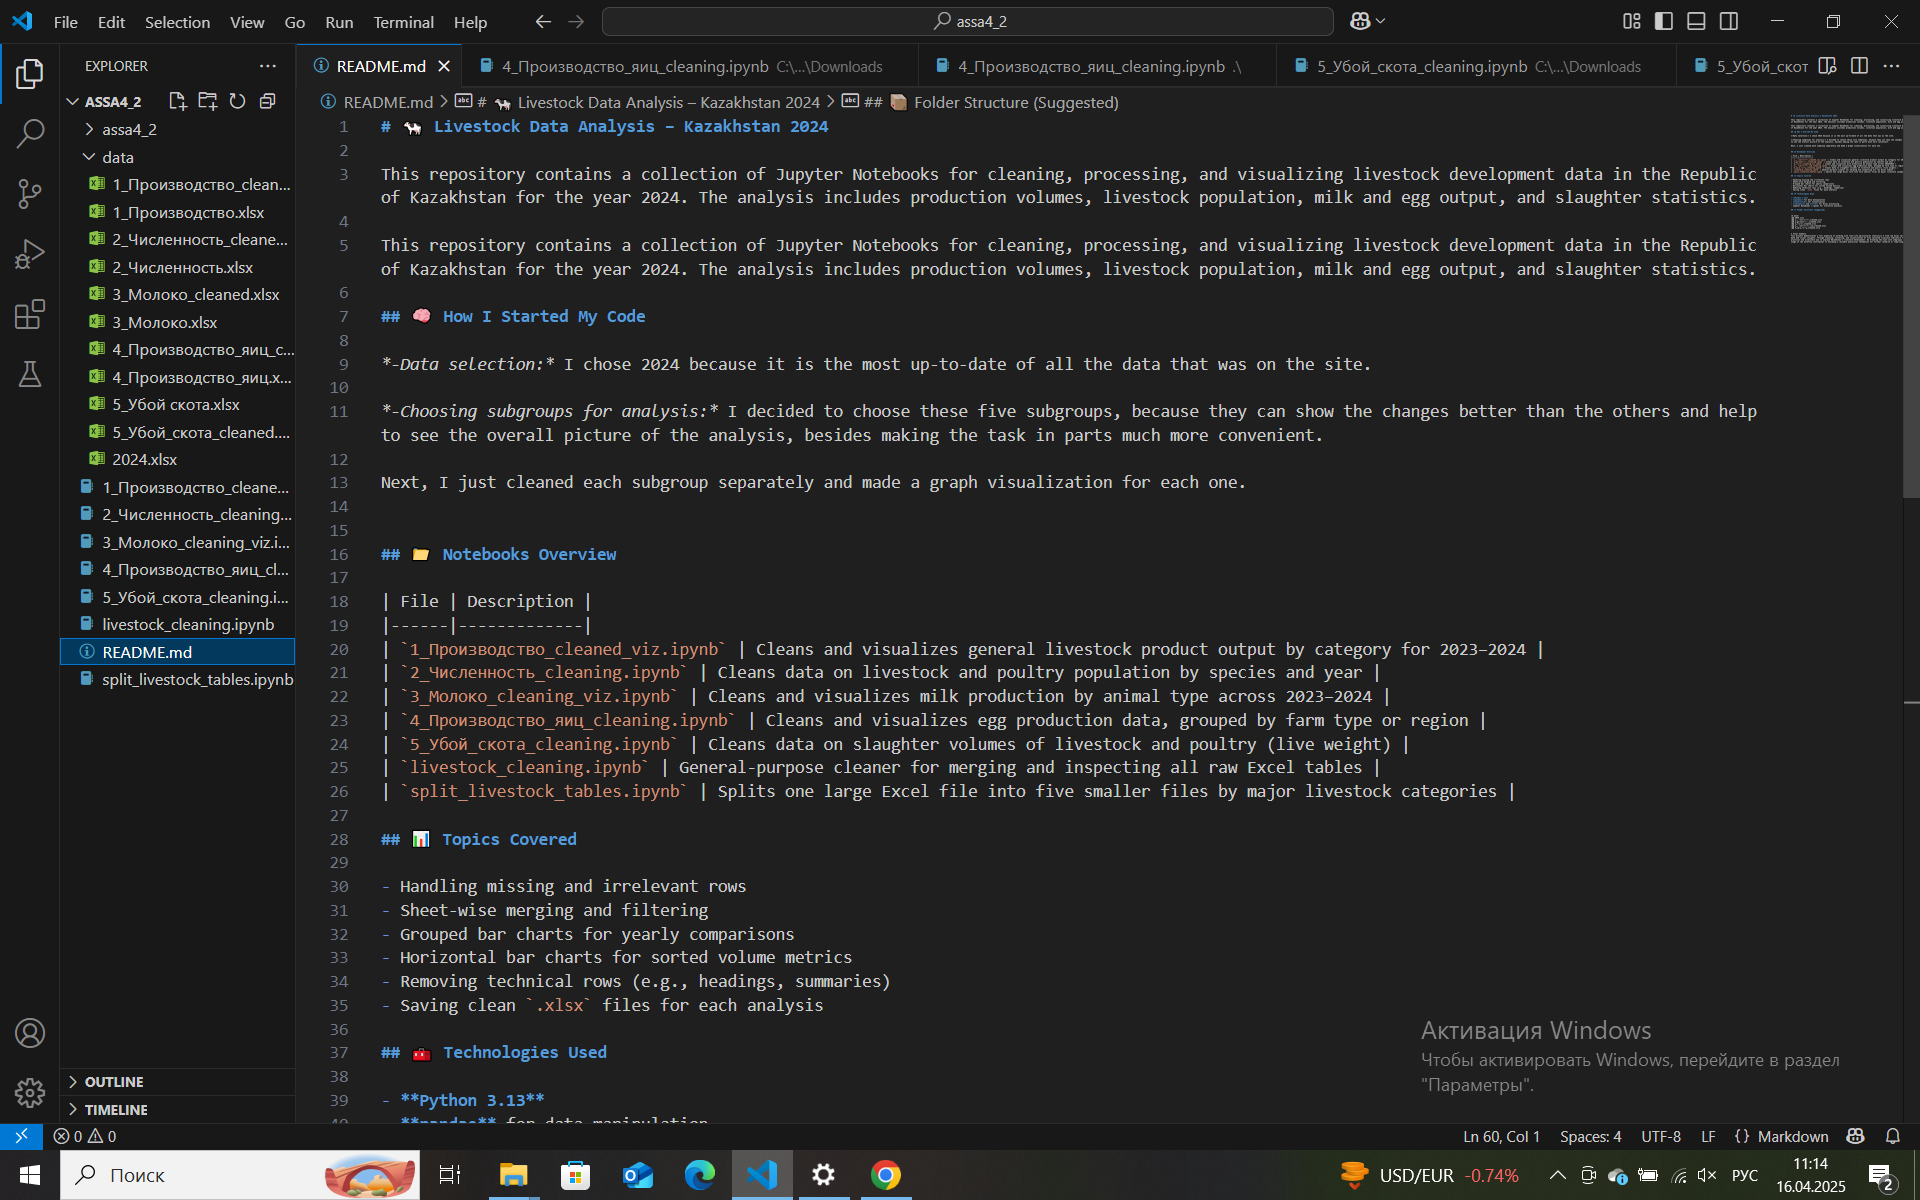 File Edit Selection View Go Run Terminal Help
assa4_2
EXPLORER
README.md
4_Производство_яиц_cleaning.ipynb C:\...\Downloads
4_Производство_яиц_cleaning.ipynb .\
5_Убой_скота_cleaning.ipynb C:\...\Downloads
5_Убой_скот
ASSA4_2
assa4_2
data
1_Производство_clean...
1_Производство.xlsx
2_Численность_cleane...
2_Численность.xlsx
3_Молоко_cleaned.xlsx
3_Молоко.xlsx
4_Производство_яиц_c...
4_Производство_яиц.x...
5_Убой скота.xlsx
5_Убой_скота_cleaned....
2024.xlsx
1_Производство_cleane...
2_Численность_cleaning...
3_Молоко_cleaning_viz.i...
4_Производство_яиц_cl...
5_Убой_скота_cleaning.i...
livestock_cleaning.ipynb
README.md
split_livestock_tables.ipynb
OUTLINE
TIMELINE
README.md > # 🐄 Livestock Data Analysis – Kazakhstan 2024 > ## 📦 Folder Structure (Suggested)
1 # 🐄 Livestock Data Analysis – Kazakhstan 2024
2
3 This repository contains a collection of Jupyter Notebooks for cleaning, processing, and visualizing livestock development data in the Republic
of Kazakhstan for the year 2024. The analysis includes production volumes, livestock population, milk and egg output, and slaughter statistics.
4
5 This repository contains a collection of Jupyter Notebooks for cleaning, processing, and visualizing livestock development data in the Republic
of Kazakhstan for the year 2024. The analysis includes production volumes, livestock population, milk and egg output, and slaughter statistics.
6
7 ## 🧠 How I Started My Code
8
9 *-Data selection:* I chose 2024 because it is the most up-to-date of all the data that was on the site.
10
11 *-Choosing subgroups for analysis:* I decided to choose these five subgroups, because they can show the changes better than the others and help
to see the overall picture of the analysis, besides making the task in parts much more convenient.
12
13 Next, I just cleaned each subgroup separately and made a graph visualization for each one.
14
15
16 ## 📁 Notebooks Overview
17
18 | File | Description |
19 |------|-------------|
20 | `1_Производство_cleaned_viz.ipynb` | Cleans and visualizes general livestock product output by category for 2023–2024 |
21 | `2_Численность_cleaning.ipynb` | Cleans data on livestock and poultry population by species and year |
22 | `3_Молоко_cleaning_viz.ipynb` | Cleans and visualizes milk production by animal type across 2023–2024 |
23 | `4_Производство_яиц_cleaning.ipynb` | Cleans and visualizes egg production data, grouped by farm type or region |
24 | `5_Убой_скота_cleaning.ipynb` | Cleans data on slaughter volumes of livestock and poultry (live weight) |
25 | `livestock_cleaning.ipynb` | General-purpose cleaner for merging and inspecting all raw Excel tables |
26 | `split_livestock_tables.ipynb` | Splits one large Excel file into five smaller files by major livestock categories |
27
28 ## 📊 Topics Covered
29
30 - Handling missing and irrelevant rows
31 - Sheet-wise merging and filtering
32 - Grouped bar charts for yearly comparisons
33 - Horizontal bar charts for sorted volume metrics
34 - Removing technical rows (e.g., headings, summaries)
35 - Saving clean `.xlsx` files for each analysis
36
37 ## 🧰 Technologies Used
38
39 - **Python 3.13**
40 - **pandas** for data manipulation
Активация Windows
Чтобы активировать Windows, перейдите в раздел
"Параметры".
0 0
Ln 60, Col 1 Spaces: 4 UTF-8 LF {} Markdown
Поиск
USD/EUR -0.74%
РУС
11:14
16.04.2025
2